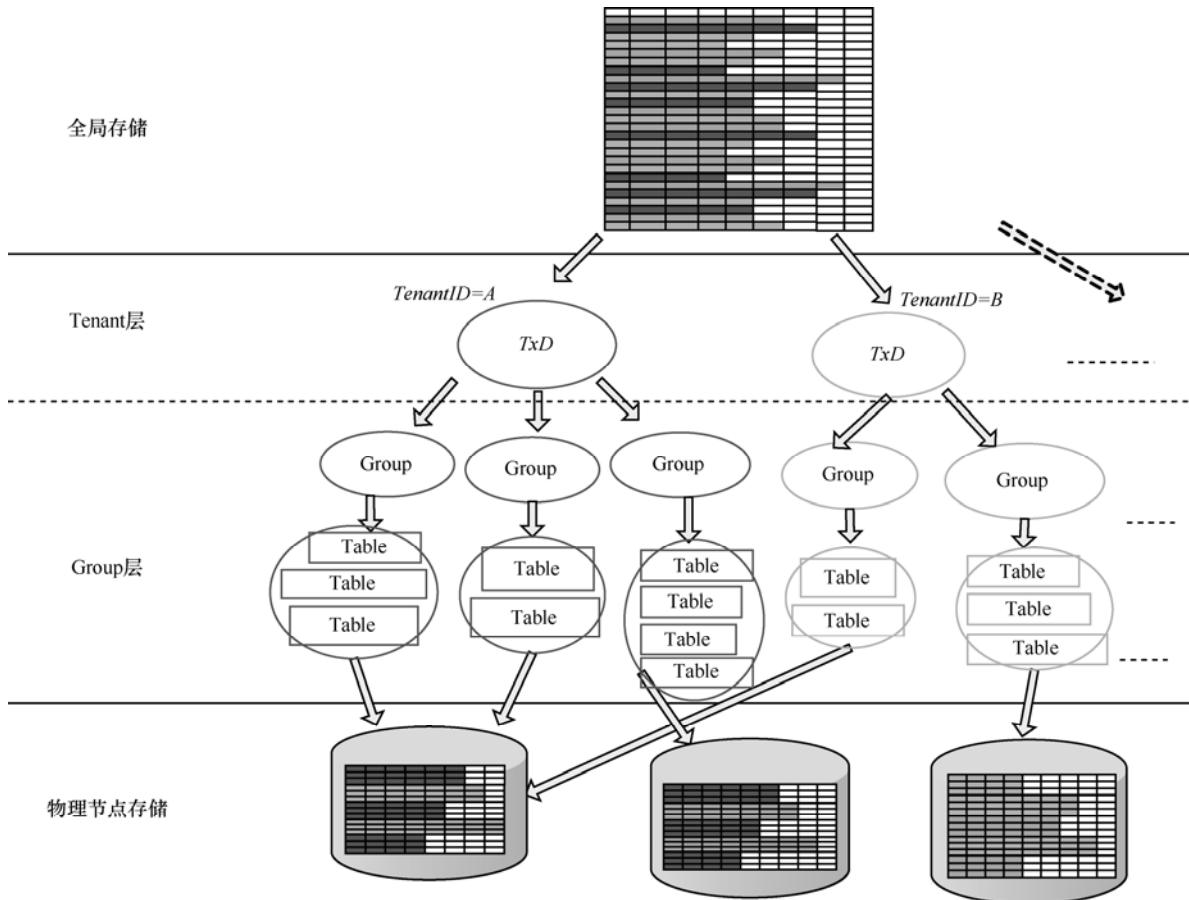 全局存储
TenantID=A
TenantID=B
Tenant层
TxD
TxD
Group
Group
Group
Group
Group
Group层
Table
Table
Table
Table
Table
Table
Table
Table
Table
Table
Table
Table
Table
Table
物理节点存储